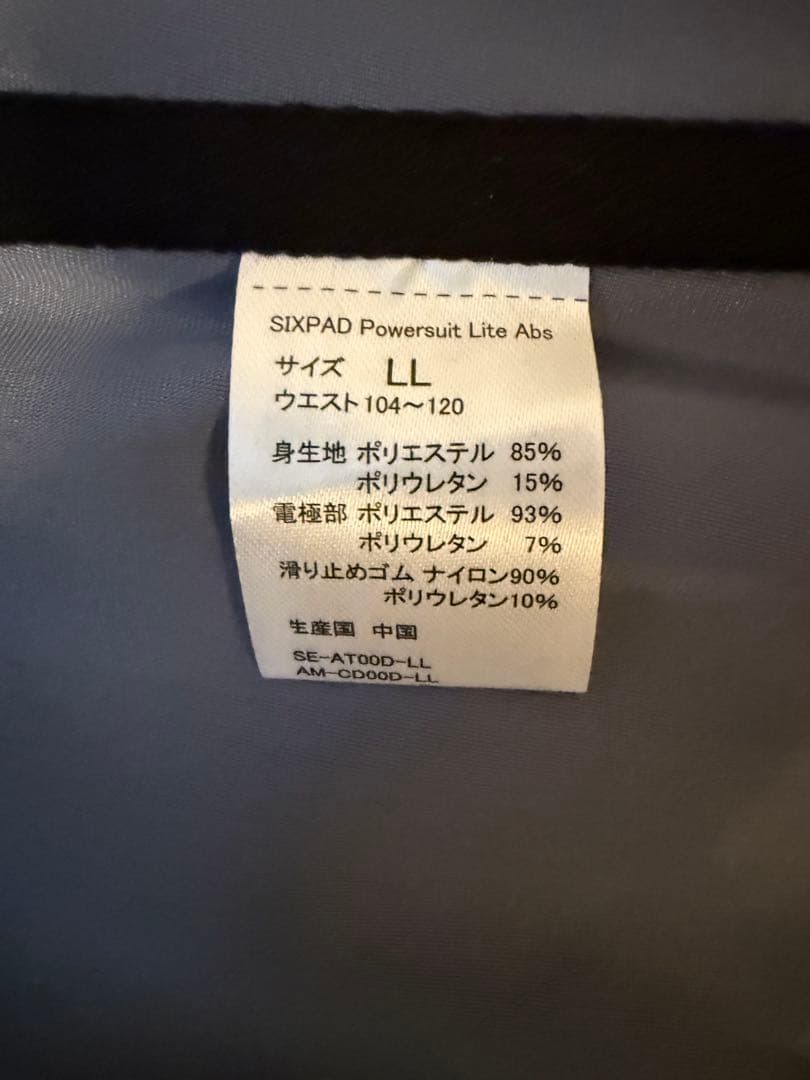 SIXPAD Powersuit Lite Abs
サイズ LL
ウエスト104～120
身生地 ポリエステル 85%
ポリウレタン 15%
電極部 ポリエステル 93%
ポリウレタン 7%
滑り止めゴム ナイロン90%
ポリウレタン10%
生産国 中国
SE-AT00D-LL
AM-CD00D-LL